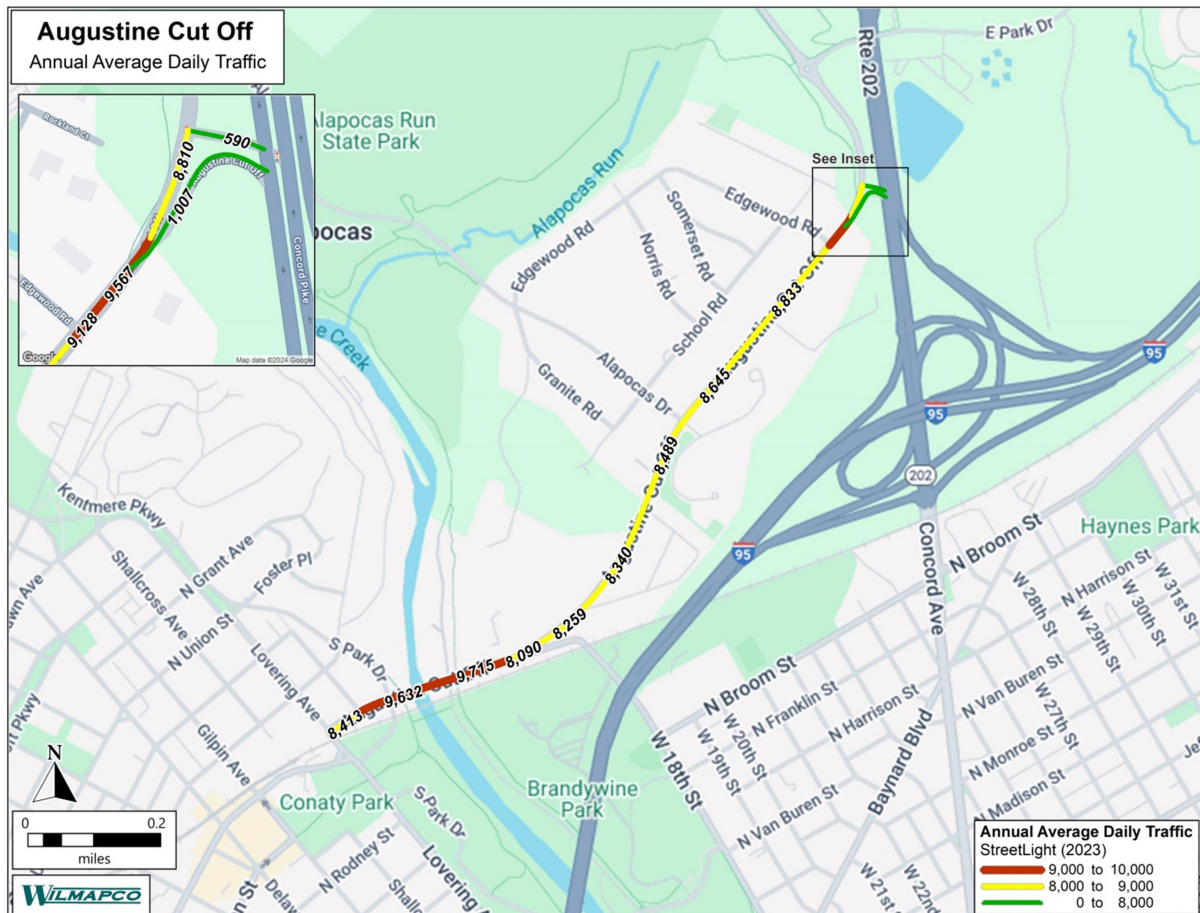 Augustine Cut Off
Annual Average Daily Traffic
Rockland Ct
590
8,810
Augustine Cut Off
1,007
9,567
9,128
Edgewood Rd
Concord Pike
Google
Map data ©2024 Google
Alapocas Run
State Park
pocas
Alapocas Run
E Park Dr
Rte 202
See Inset
Edgewood Rd
Edgewood Rd
Somerset Rd
Norris Rd
School Rd
8,833
8,645
Alapocas Dr
Granite Rd
e Creek
8,489
8,340
8,259
8,090
9,715
9,632
8,413
95
95
95
202
Concord Ave
N Broom St
Haynes Park
N Harrison St
W 31st St
W 30th St
W 29th St
W 28th St
W 27th St
N Van Buren St
N Monroe St
N Madison St
Baynard Blvd
N Broom St
N Franklin St
N Harrison St
W 20th St
W 19th St
W 18th St
N Van Buren St
W 21st S
W 22nd
Brandywine
Park
Kentmere Pkwy
Shallcross Ave
N Grant Ave
Foster Pl
N Union St
Lovering Ave
S Park Dr
Gilpin Ave
Conaty Park
S Park Dr
N Rodney St
Lovering A
Delaw
N
0 0.2
miles
WILMAPCO
Annual Average Daily Traffic
StreetLight (2023)
9,000 to 10,000
8,000 to 9,000
0 to 8,000